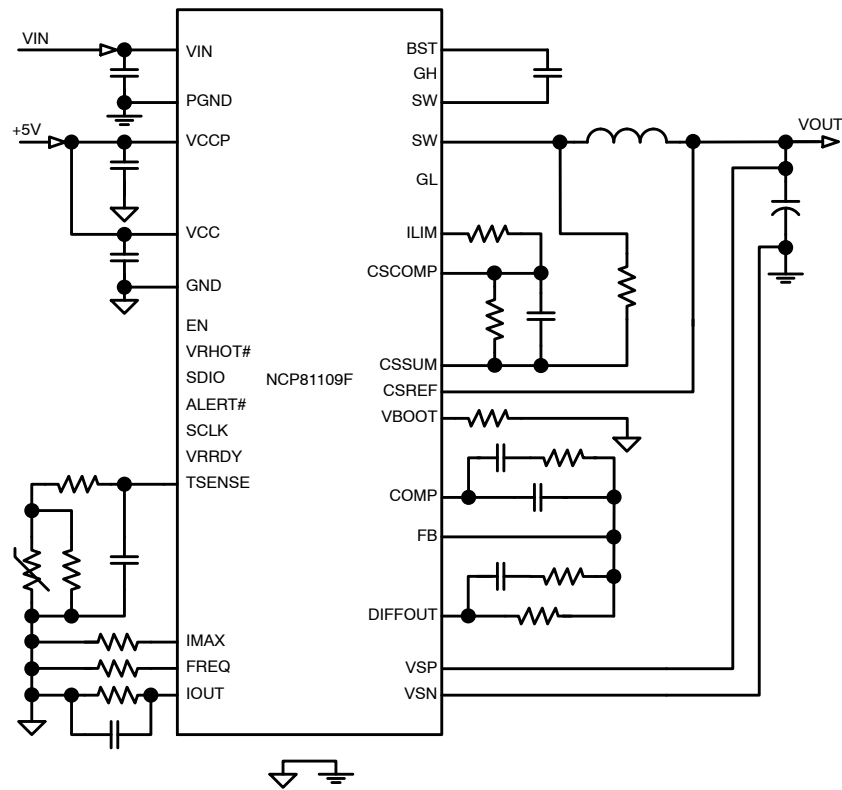 VIN
VIN
PGND
+5V
VCCP
VCC
GND
EN
VRHOT#
SDIO
ALERT#
SCLK
VRRDY
TSENSE
IMAX
FREQ
IOUT
NCP81109F
BST
GH
SW
SW
VOUT
GL
ILIM
CSCOMP
CSSUM
CSREF
VBOOT
COMP
FB
DIFFOUT
VSP
VSN